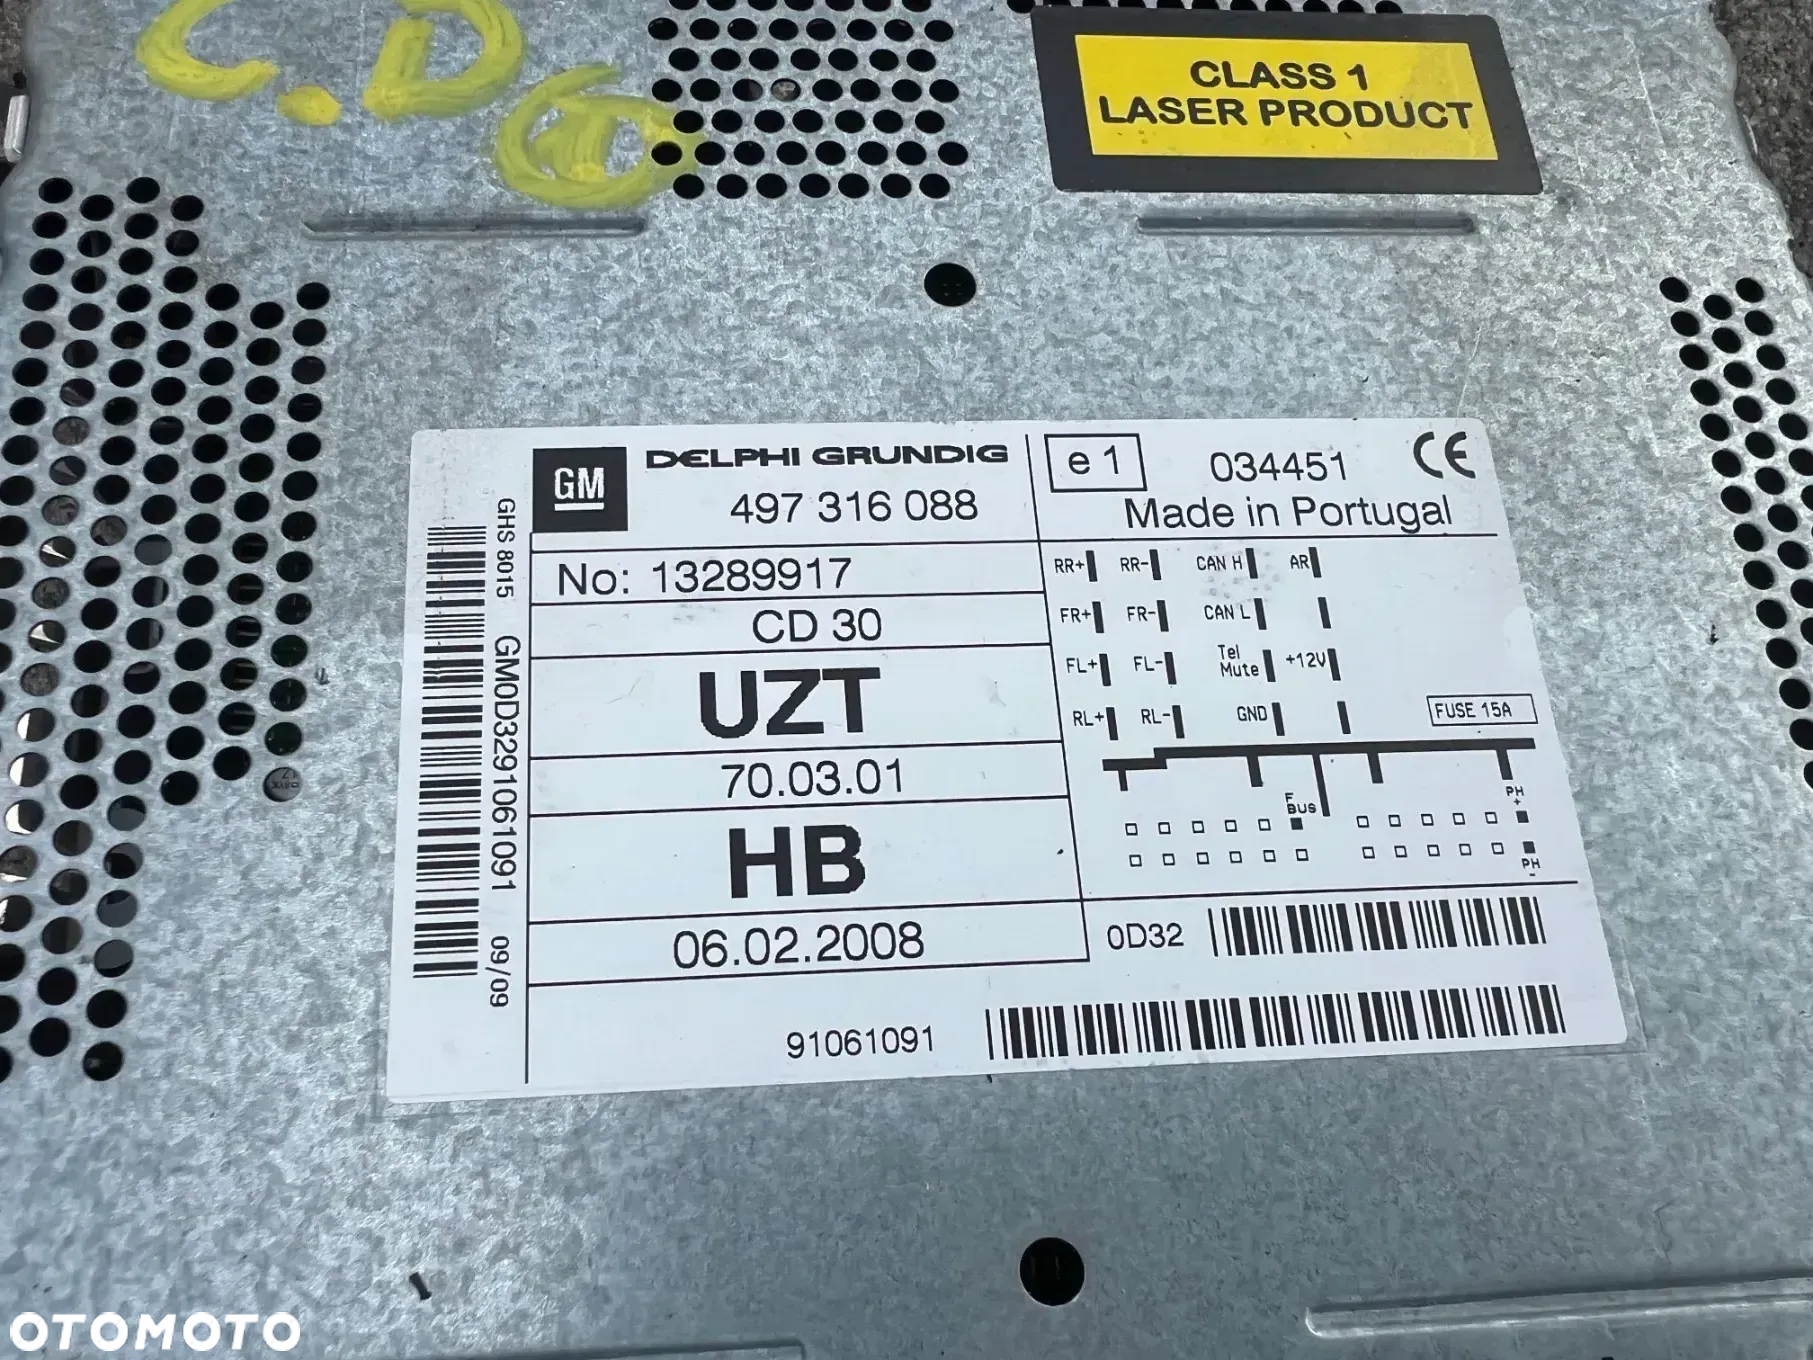 C.D
CLASS 1
LASER PRODUCT
GM
DELPHI GRUNDIG
497 316 088
e 1
034451
CE
Made in Portugal
No: 13289917
CD 30
UZT
70.03.01
HB
06.02.2008
GHS 8015 GM0D329106109​1 09/09
RR+ RR- CAN H AR
FR+ FR- CAN L
FL+ FL- Tel Mute +12V
RL+ RL- GND
FUSE 15A
F BUS
PH +
PH -
0D32
91061091
OTOMOTO